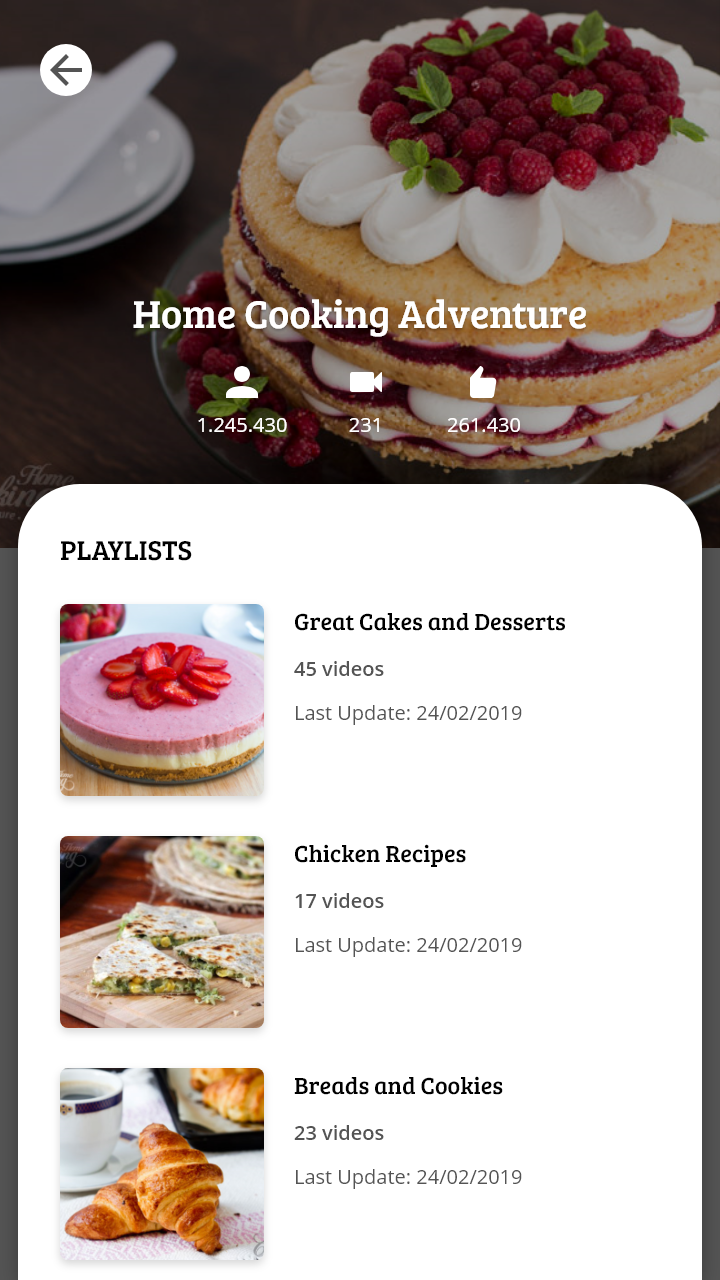 Home Cooking Adventure
1.245.430 231 261.430
Home
PLAYLISTS
Great Cakes and Desserts
45 videos
Last Update: 24/02/2019
Chicken Recipes
17 videos
Last Update: 24/02/2019
Breads and Cookies
23 videos
Last Update: 24/02/2019